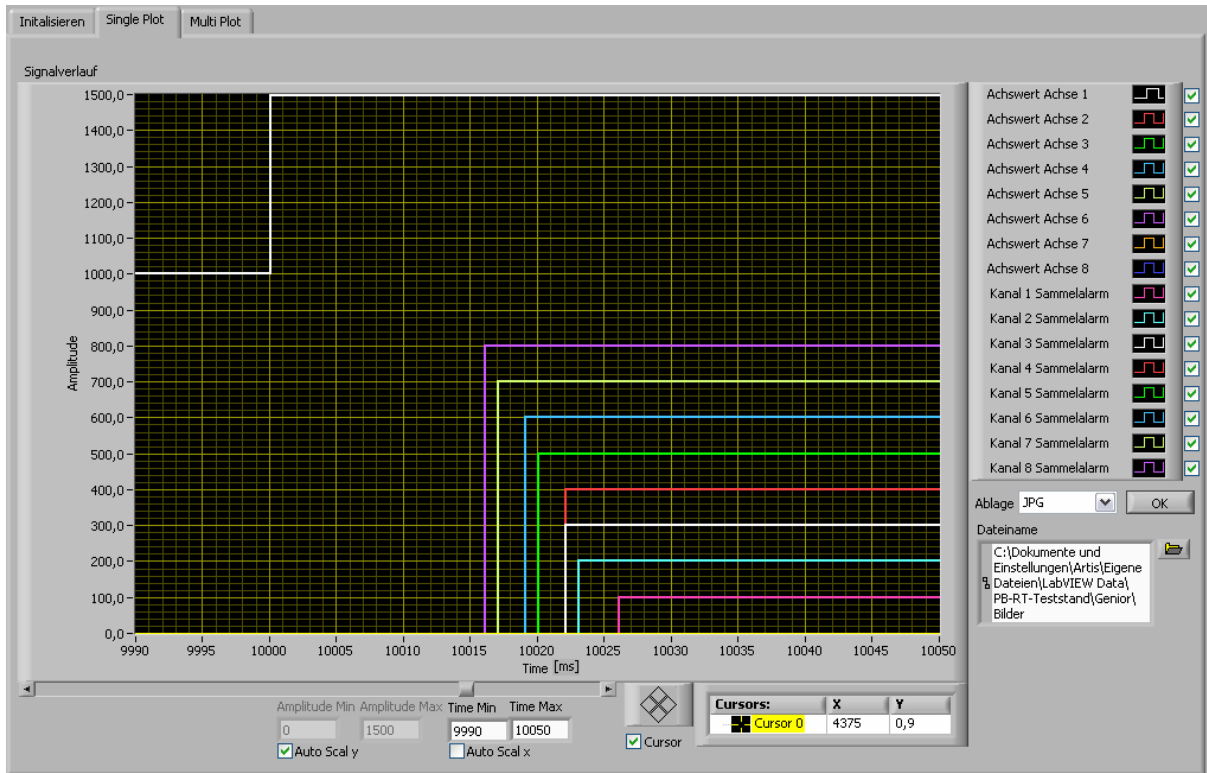 Initalisieren
Single Plot
Multi Plot
Signalverlauf
1500,0
1400,0
1300,0
1200,0
1100,0
1000,0
900,0
800,0
700,0
600,0
500,0
400,0
300,0
200,0
100,0
0,0
Amplitude
9990
9995
10000
10005
10010
10015
10020
10025
10030
10035
10040
10045
10050
Time [ms]
Achswert Achse 1
Achswert Achse 2
Achswert Achse 3
Achswert Achse 4
Achswert Achse 5
Achswert Achse 6
Achswert Achse 7
Achswert Achse 8
Kanal 1 Sammelalarm
Kanal 2 Sammelalarm
Kanal 3 Sammelalarm
Kanal 4 Sammelalarm
Kanal 5 Sammelalarm
Kanal 6 Sammelalarm
Kanal 7 Sammelalarm
Kanal 8 Sammelalarm
Ablage JPG OK
Dateiname
C:\Dokumente und
Einstellungen\Artis\Eigene
Dateien\LabVIEW Data\
PB-RT-Teststand\Genior\
Bilder
Amplitude Min Amplitude Max Time Min Time Max
0 1500 9990 10050
Auto Scal y Auto Scal x
Cursor
Cursors: X Y
Cursor 0 4375 0,9